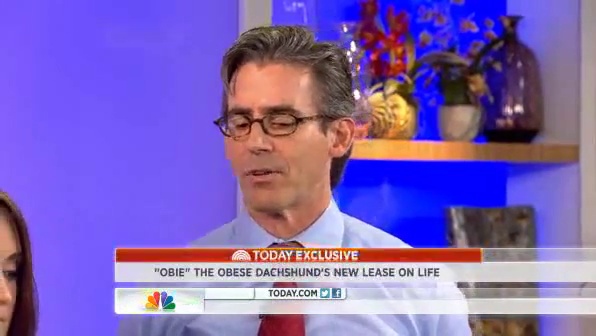 TODAY EXCLUSIVE
"OBIE" THE OBESE DACHSHUND'S NEW LEASE ON LIFE
TODAY.COM